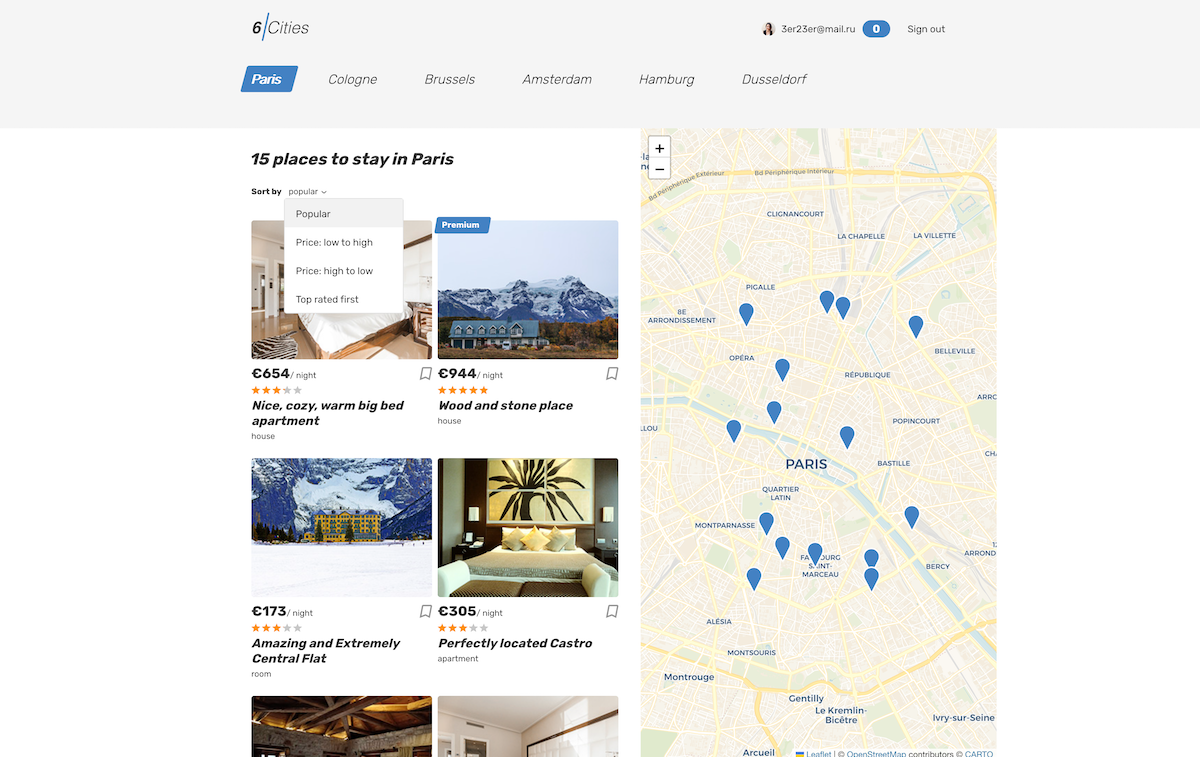 6 Cities
3er23er@mail.ru 0 Sign out
Paris Cologne Brussels Amsterdam Hamburg Dusseldorf
15 places to stay in Paris
Sort by popular
Popular
Price: low to high
Price: high to low
Top rated first
Premium
€654 / night
Nice, cozy, warm big bed
apartment
house
€944 / night
Wood and stone place
house
€173 / night
Amazing and Extremely
Central Flat
room
€305 / night
Perfectly located Castro
apartment
+
−
Bd Périphérique Extérieur
Bd Périphérique Intérieur
CLIGNANCOURT
LA CHAPELLE
LA VILLETTE
PIGALLE
8E
ARRONDISSEMENT
OPÉRA
BELLEVILLE
RÉPUBLIQUE
ARRO
POPINCOURT
LLOU
PARIS
BASTILLE
CH
QUARTIER
LATIN
MONTPARNASSE
SAINT-
MARCEAU
ARROND
BERCY
ALÉSIA
MONTSOURIS
Montrouge
Gentilly
Le Kremlin-
Bicêtre
Ivry-sur-Seine
Arcueil
Leaflet | © OpenStreetMap contributors © CARTO